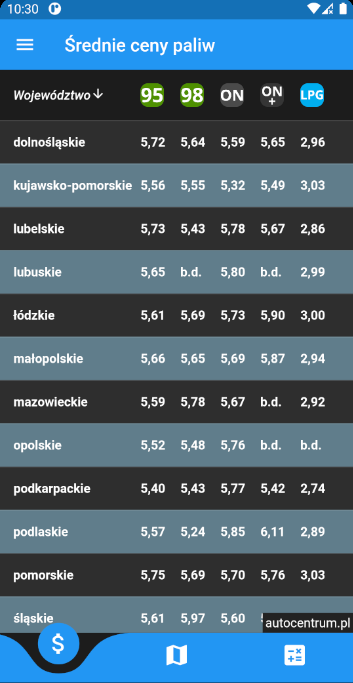 10:30
Średnie ceny paliw
Województwo 95 98 ON ON+ LPG
dolnośląskie 5,72 5,64 5,59 5,65 2,96
kujawsko-pomorskie 5,56 5,55 5,32 5,49 3,03
lubelskie 5,73 5,43 5,78 5,67 2,86
lubuskie 5,65 b.d. 5,80 b.d. 2,99
łódzkie 5,61 5,69 5,73 5,90 3,00
małopolskie 5,66 5,65 5,69 5,87 2,94
mazowieckie 5,59 5,78 5,67 b.d. 2,92
opolskie 5,52 5,48 5,76 b.d. b.d.
podkarpackie 5,40 5,43 5,77 5,42 2,74
podlaskie 5,57 5,24 5,85 6,11 2,89
pomorskie 5,75 5,69 5,70 5,76 3,03
śląskie 5,61 5,97 5,60
autocentrum.pl
$